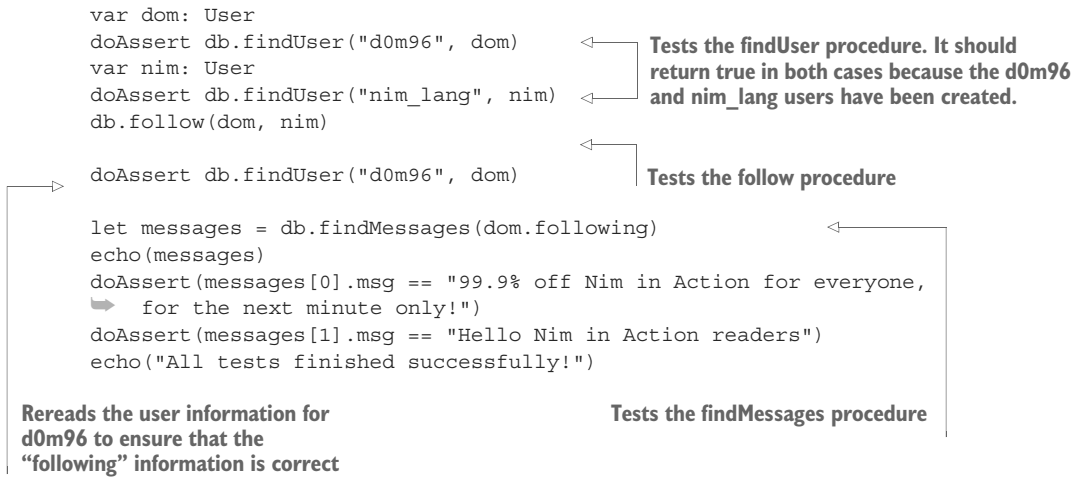 var dom: User
doAssert db.findUser("d0m96", dom)
var nim: User
doAssert db.findUser("nim_lang", nim)
db.follow(dom, nim)
Tests the findUser procedure. It should
return true in both cases because the d0m96
and nim_lang users have been created.
doAssert db.findUser("d0m96", dom)
Tests the follow procedure
let messages = db.findMessages(dom.following)
echo(messages)
doAssert(messages[0].msg == "99.9% off Nim in Action for everyone,
for the next minute only!")
doAssert(messages[1].msg == "Hello Nim in Action readers")
echo("All tests finished successfully!")
Rereads the user information for
d0m96 to ensure that the
“following” information is correct
Tests the findMessages procedure